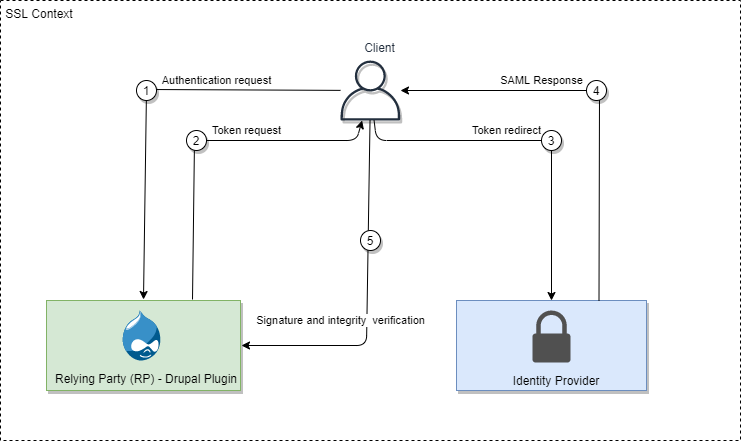 SSL Context
Client
1
Authentication request
SAML Response
4
2
Token request
Token redirect
3
5
Signature and integrity verification
Relying Party (RP) - Drupal Plugin
Identity Provider